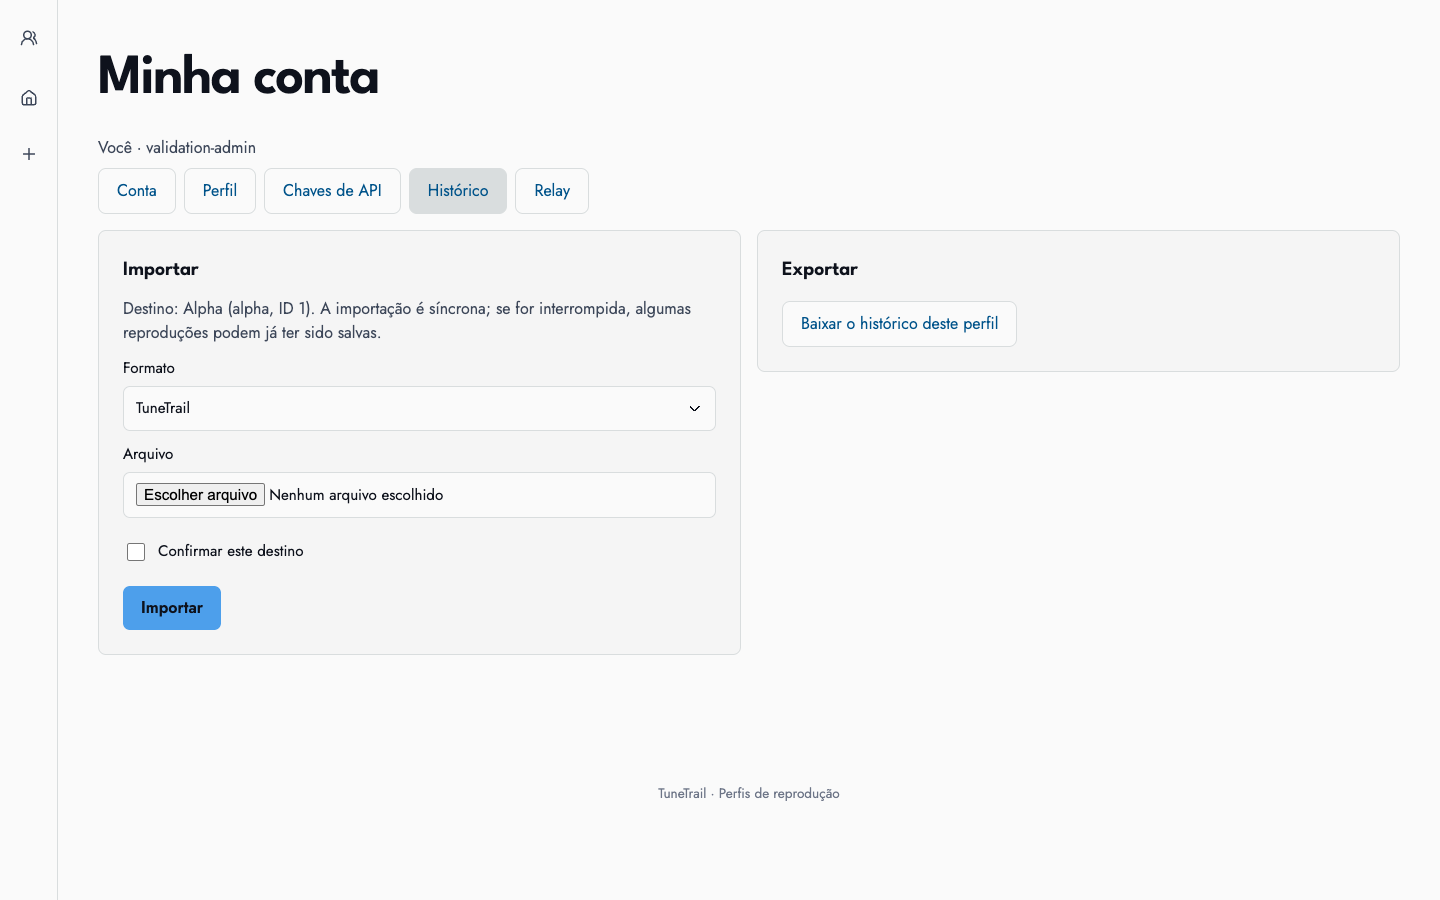 Minha conta
Você · validation-admin
Conta
Perfil
Chaves de API
Histórico
Relay
Importar
Destino: Alpha (alpha, ID 1). A importação é síncrona; se for interrompida, algumas
reproduções podem já ter sido salvas.
Formato
TuneTrail
Arquivo
Escolher arquivo Nenhum arquivo escolhido
Confirmar este destino
Importar
Exportar
Baixar o histórico deste perfil
TuneTrail · Perfis de reprodução